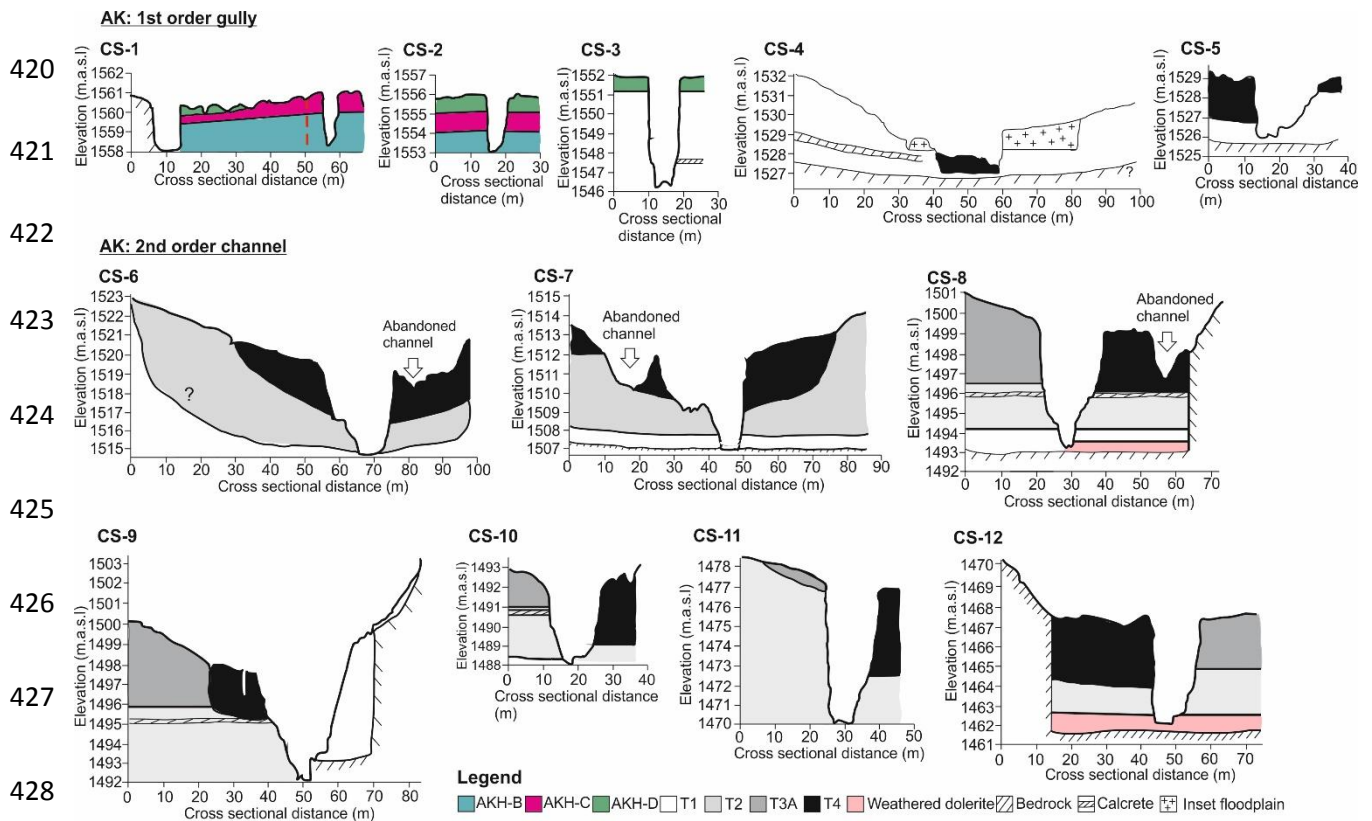 AK: 1st order gully
CS-1
CS-2
CS-3
CS-4
CS-5
420
421
422
423
424
425
426
427
428
Elevation (m.a.s.l)
1562
1561
1560
1559
1558
0 10 20 30 40 50 60
Cross sectional distance (m)
Elevation (m.a.s.l)
1557
1556
1555
1554
1553
0 10 20 30
Cross sectional
distance (m)
Elevation (m.a.s.l)
1552
1551
1550
1549
1548
1547
1546
0 10 20 30
Cross sectional
distance (m)
Elevation (m.a.s.l)
1532
1531
1530
1529
1528
1527
?
0 10 20 30 40 50 60 70 80 90 100
Cross sectional distance (m)
Elevation (m.a.s.l)
1529
1528
1527
1526
1525
0 10 20 30 40
Cross sectional distance
(m)
AK: 2nd order channel
CS-6
Elevation (m.a.s.l)
1523
1522
1521
1520
1519
1518
1517
1516
1515
Abandoned
channel
?
0 10 20 30 40 50 60 70 80 90 100
Cross sectional distance (m)
CS-7
Elevation (m.a.s.l)
1515
1514
1513
1512
1511
1510
1509
1508
1507
Abandoned
channel
0 10 20 30 40 50 60 70 80 90
Cross sectional distance (m)
CS-8
Elevation (m.a.s.l)
1501
1500
1499
1498
1497
1496
1495
1494
1493
1492
Abandoned
channel
0 10 20 30 40 50 60 70
Cross sectional distance (m)
CS-9
Elevation (m.a.s.l)
1503
1502
1501
1500
1499
1498
1497
1496
1495
1494
1493
1492
0 10 20 30 40 50 60 70 80
Cross sectional distance (m)
CS-10
Elevation (m.a.s.l)
1493
1492
1491
1490
1489
1488
0 10 20 30 40
Cross sectional distance
(m)
CS-11
Elevation (m.a.s.l)
1478
1477
1476
1475
1474
1473
1472
1471
1470
0 10 20 30 40 50
Cross sectional distance (m)
CS-12
Elevation (m.a.s.l)
1470
1469
1468
1467
1466
1465
1464
1463
1462
1461
0 10 20 30 40 50 60 70
Cross sectional distance (m)
Legend
AKH-B AKH-C AKH-D T1 T2 T3A T4 Weathered dolerite Bedrock Calcrete Inset floodplain